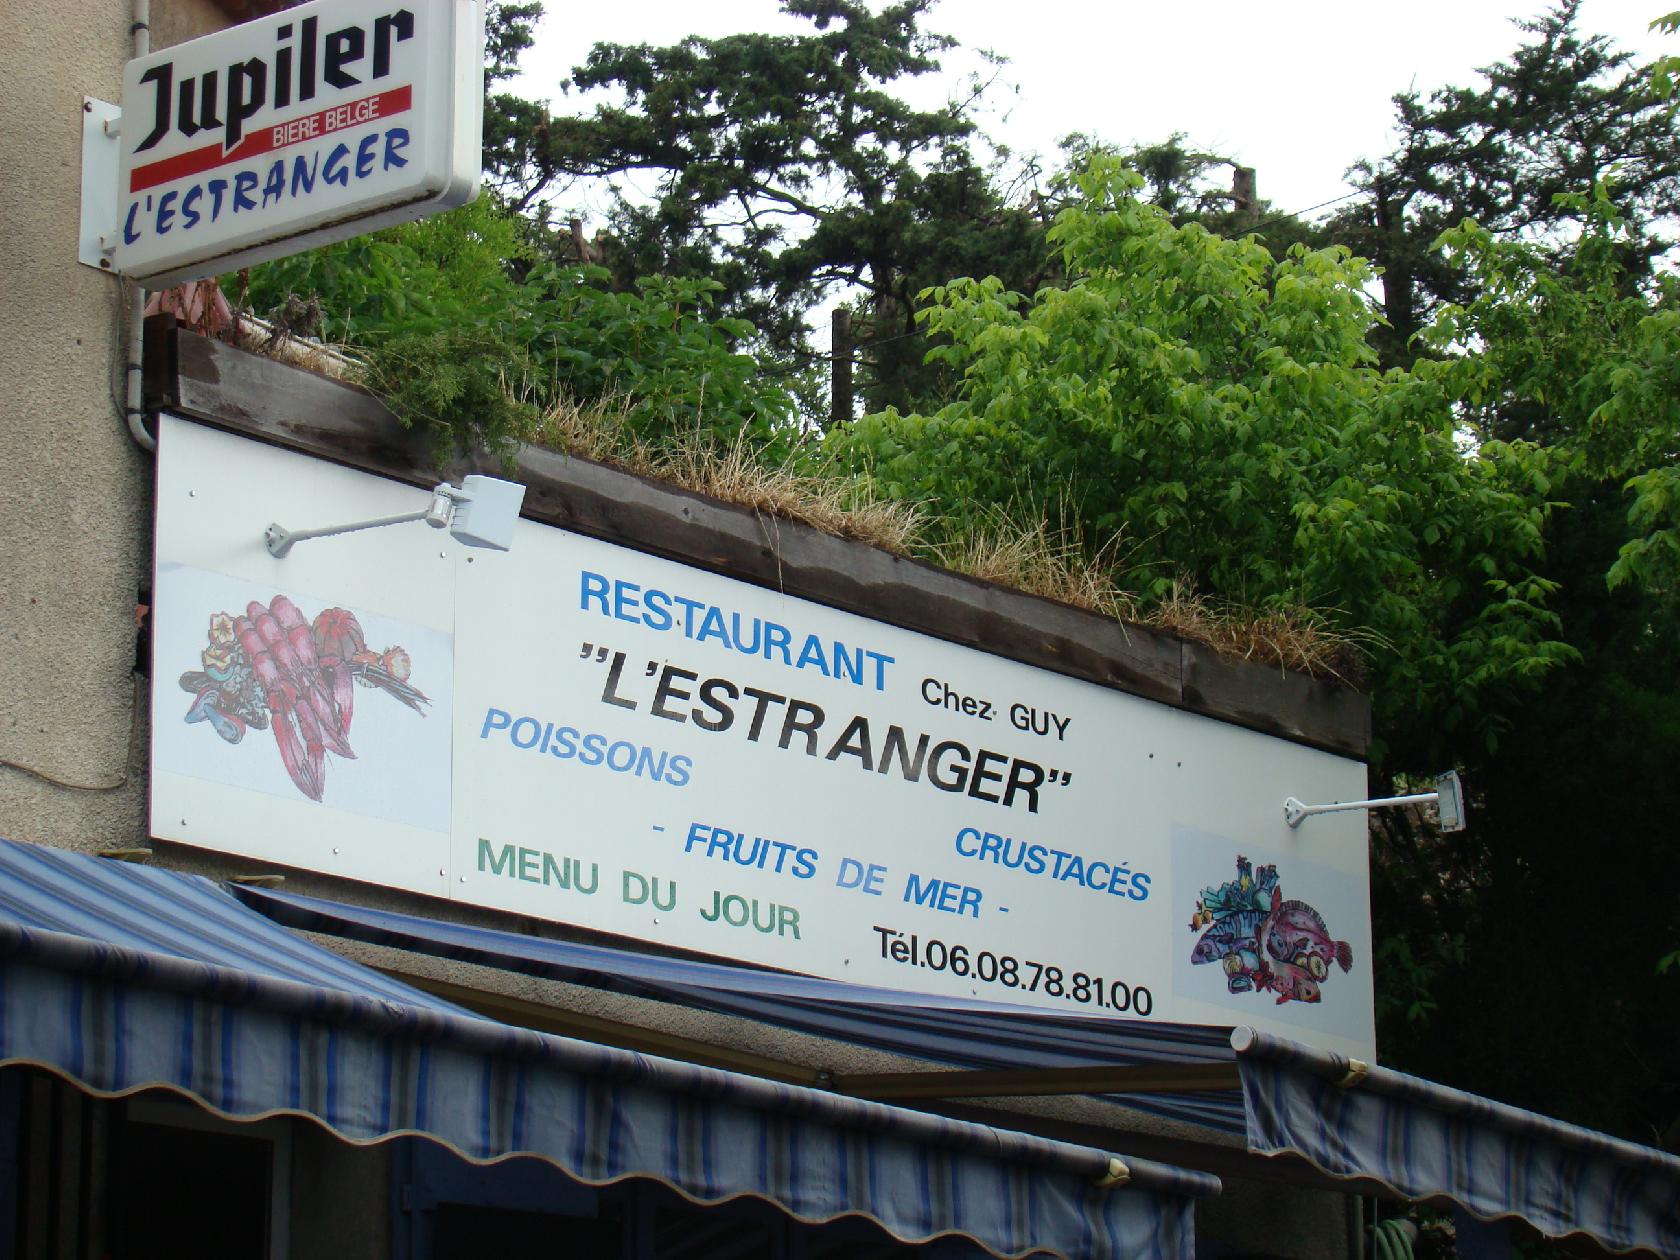 Jupiler
BIERE BELGE
L'ESTRANGER
RESTAURANT Chez GUY
"L'ESTRANGER"
POISSONS
CRUSTACÉS
- FRUITS DE MER -
MENU DU JOUR
Tél.06.08.78.81.00